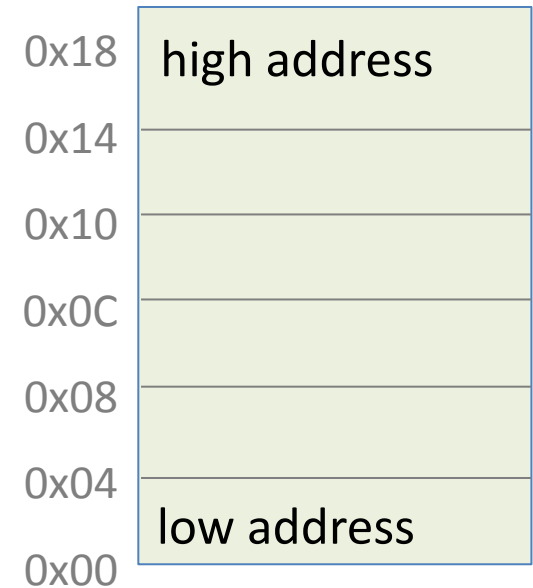 0x18 high address
0x14
0x10
0x0C
0x08
0x04
low address
0x00